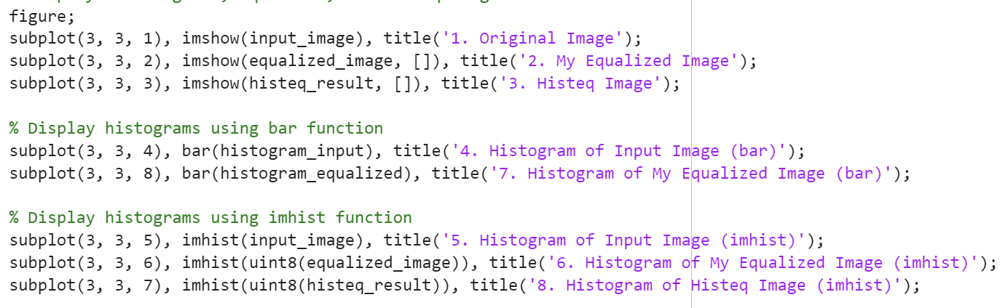 figure;
subplot(3, 3, 1), imshow(input_image), title('1. Original Image');
subplot(3, 3, 2), imshow(equalized_image, []), title('2. My Equalized Image');
subplot(3, 3, 3), imshow(histeq_result, []), title('3. Histeq Image');
% Display histograms using bar function
subplot(3, 3, 4), bar(histogram_input), title('4. Histogram of Input Image (bar)');
subplot(3, 3, 8), bar(histogram_equalized), title('7. Histogram of My Equalized Image (bar)');
% Display histograms using imhist function
subplot(3, 3, 5), imhist(input_image), title('5. Histogram of Input Image (imhist)');
subplot(3, 3, 6), imhist(uint8(equalized_image)), title('6. Histogram of My Equalized Image (imhist)');
subplot(3, 3, 7), imhist(uint8(histeq_result)), title('8. Histogram of Histeq Image (imhist)');